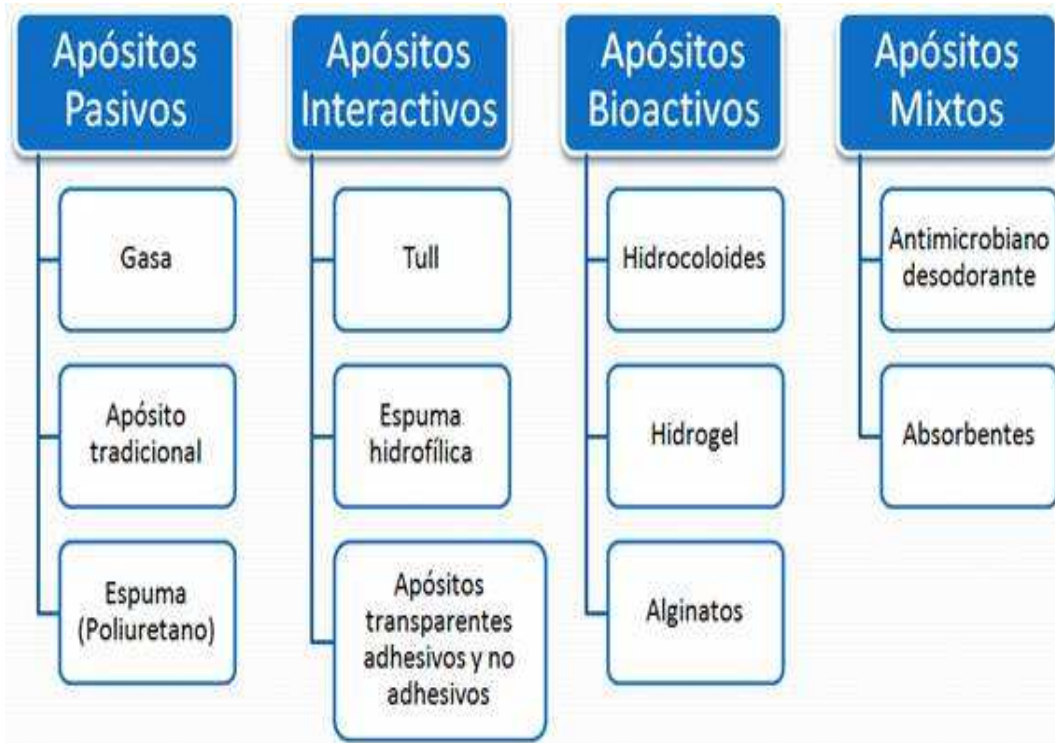 Apósitos
Pasivos
Gasa
Apósito
tradicional
Espuma
(Poliuretano)
Apósitos
Interactivos
Tull
Espuma
hidrofílica
Apósitos
transparentes
adhesivos y no
adhesivos
Apósitos
Bioactivos
Hidrocoloides
Hidrogel
Alginatos
Apósitos
Mixtos
Antimicrobiano
desodorante
Absorbentes